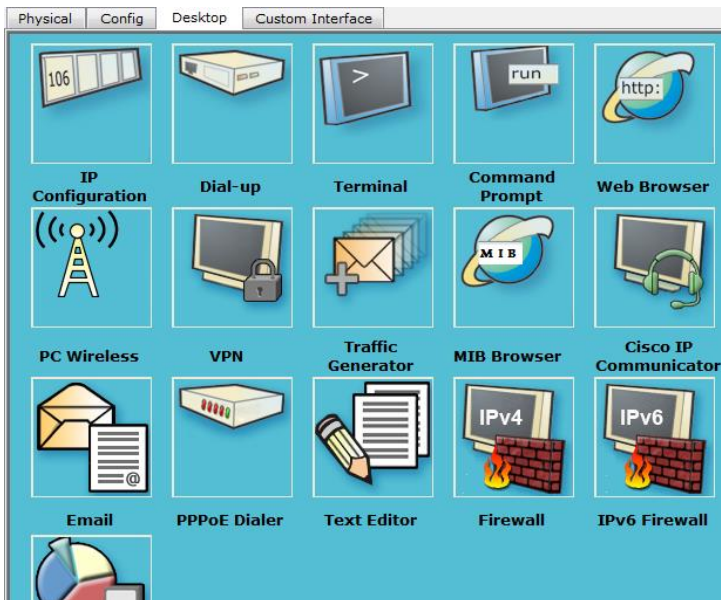 Physical Config Desktop Custom Interface
106
>
run
http:
IP
Configuration
Dial-up
Terminal
Command
Prompt
Web Browser
MIB
PC Wireless
VPN
Traffic
Generator
MIB Browser
Cisco IP
Communicator
@
IPv4
IPv6
Email
PPPoE Dialer
Text Editor
Firewall
IPv6 Firewall